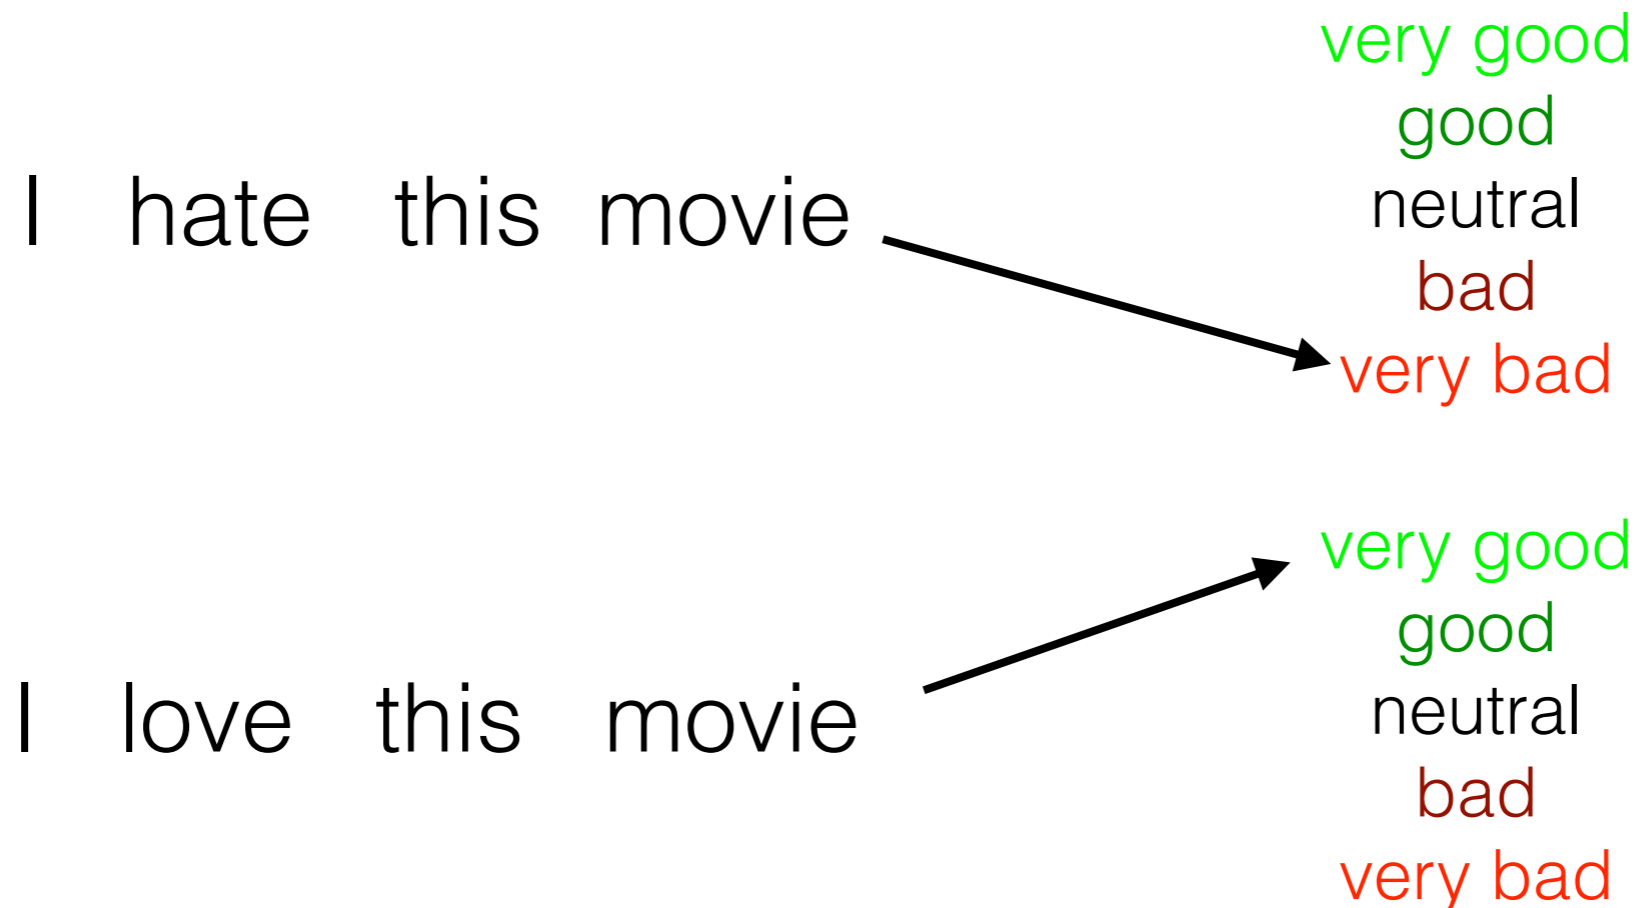 very good
good
I hate this movie
neutral
bad
very bad
very good
good
I love this movie
neutral
bad
very bad